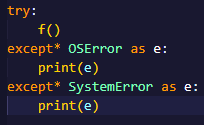 try:
    f()
except* OSError as e:
    print(e)
except* SystemError as e:
    print(e)